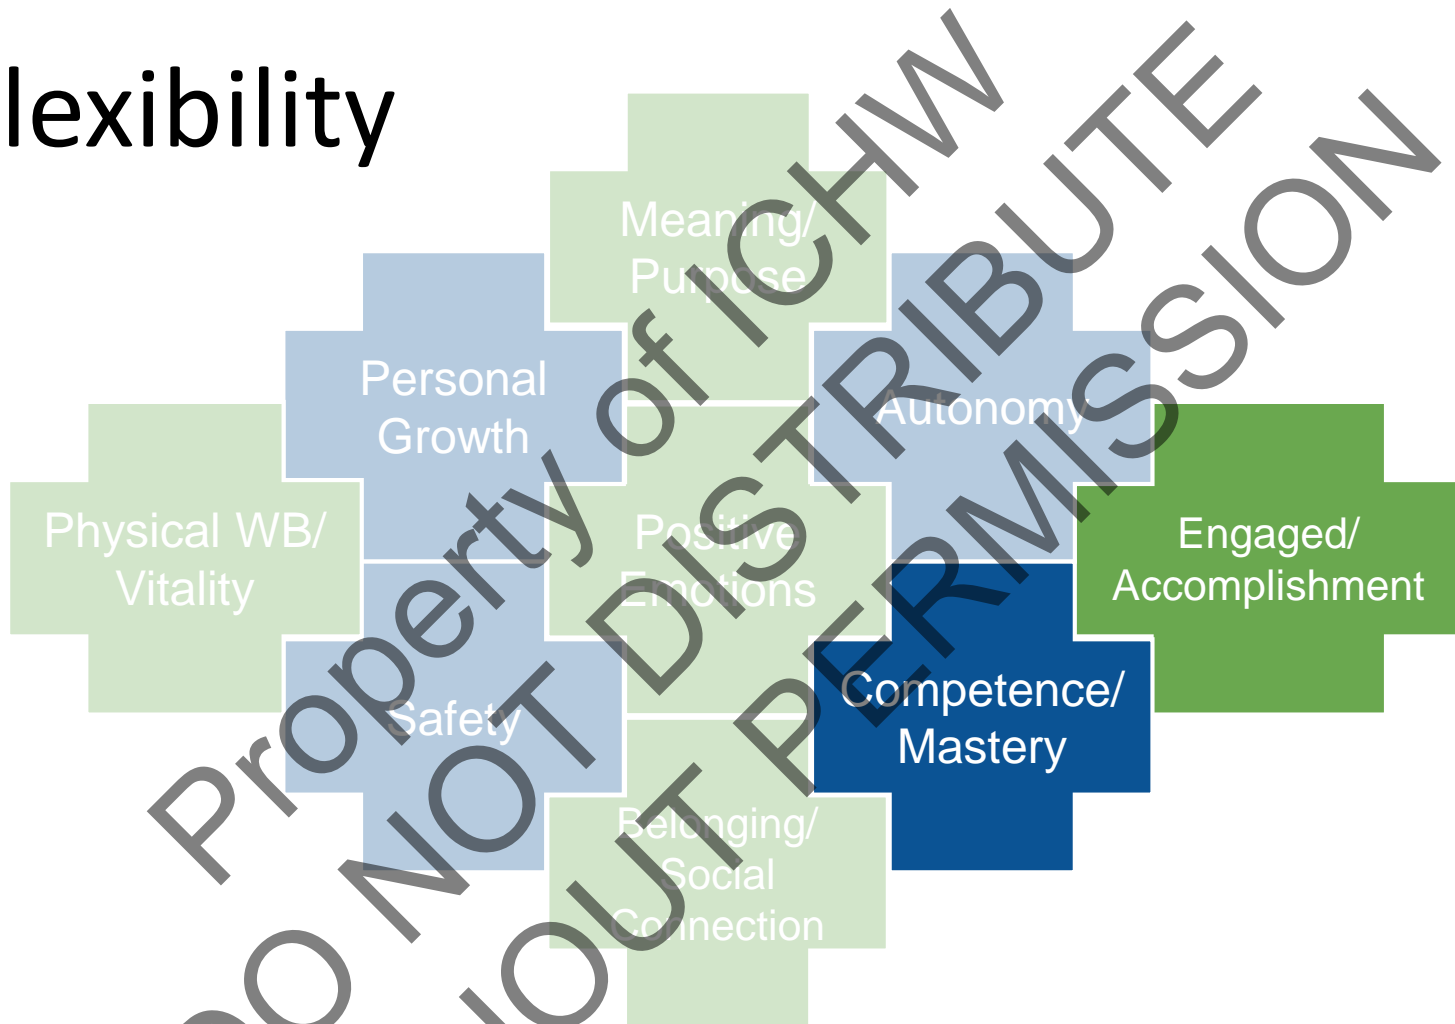 lexibility
Meaning/
Purpose
Personal
Growth
Autonomy
Physical WB/
Vitality
Positive
Emotions
Engaged/
Accomplishment
Safety
Competence/
Mastery
Belonging/
Social
Connection
Property of ICHW
DO NOT DISTRIBUTE
HOUT PERMISSION